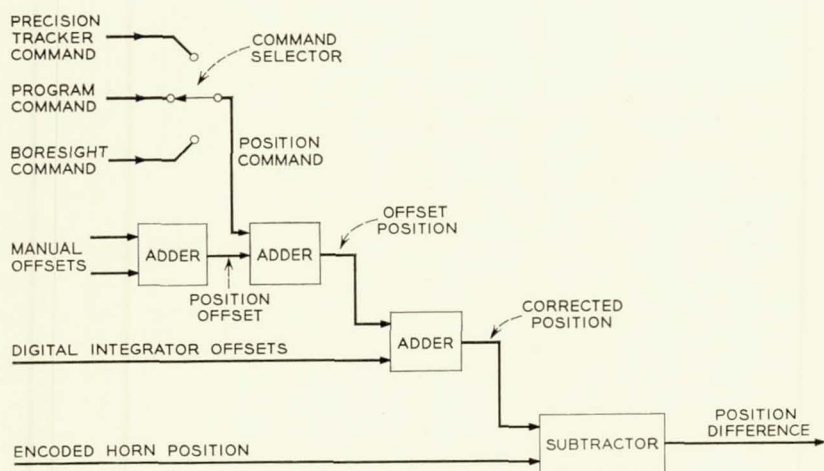 PRECISION
TRACKER
COMMAND
COMMAND
SELECTOR
PROGRAM
COMMAND
BORESIGHT
COMMAND
POSITION
COMMAND
MANUAL
OFFSETS
ADDER
POSITION
OFFSET
ADDER
OFFSET
POSITION
DIGITAL INTEGRATOR OFFSETS
ADDER
CORRECTED
POSITION
ENCODED HORN POSITION
SUBTRACTOR
POSITION
DIFFERENCE